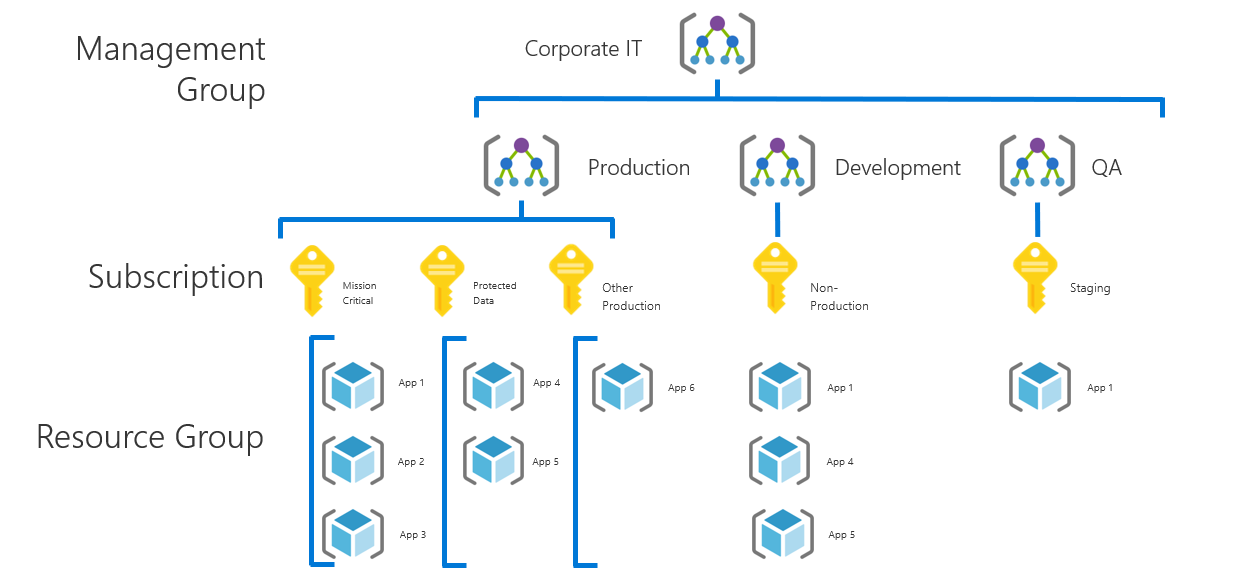 Management
Group
Corporate IT
Production
Development
QA
Subscription
Mission
Critical
Protected
Data
Other
Production
Non-
Production
Staging
Resource Group
App 1
App 4
App 6
App 1
App 1
App 2
App 5
App 4
App 3
App 5